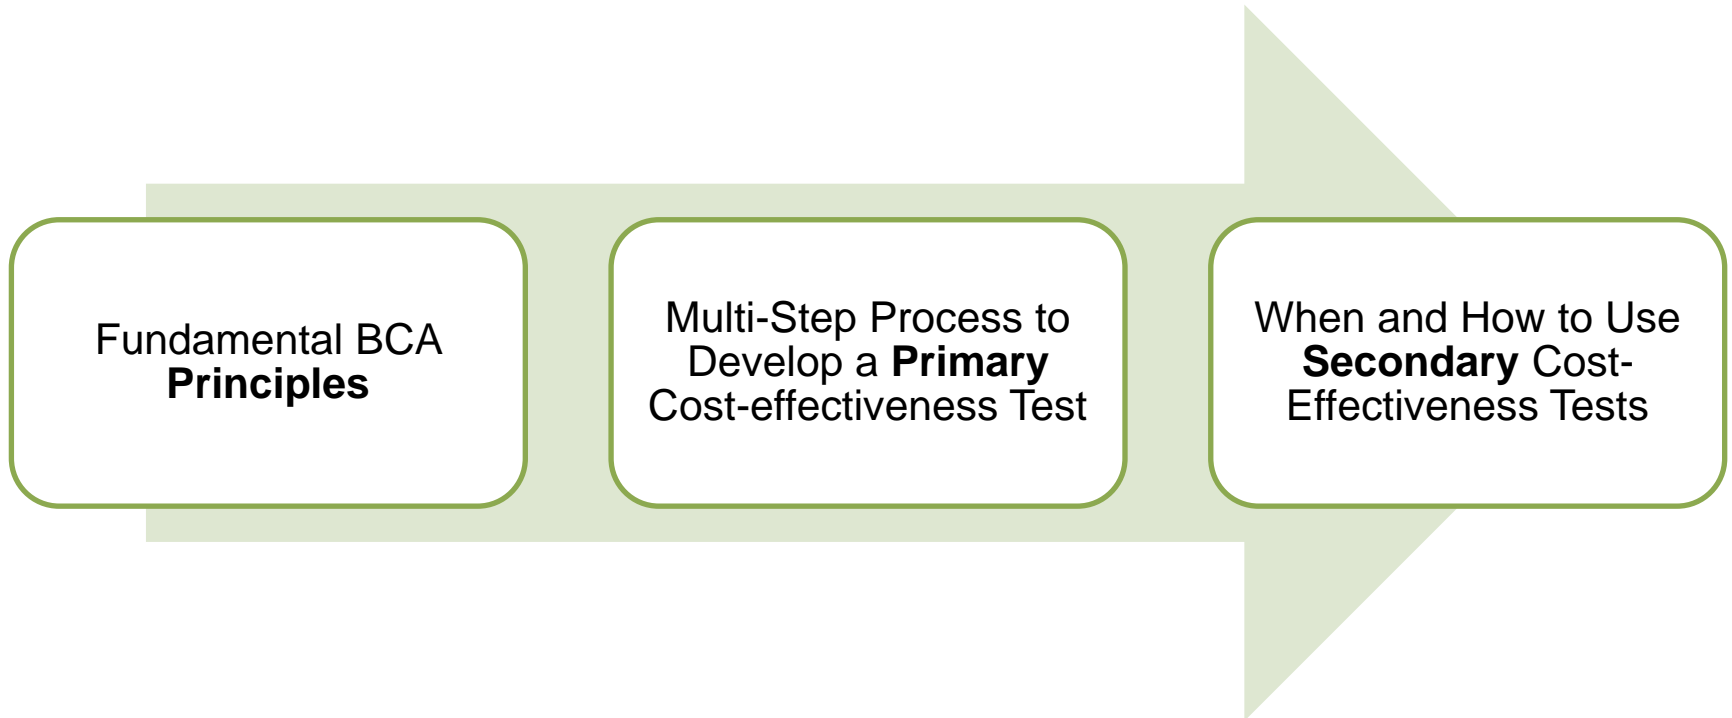 Fundamental BCA
Principles
Multi-Step Process to
Develop a Primary
Cost-effectiveness Test
When and How to Use
Secondary Cost-
Effectiveness Tests